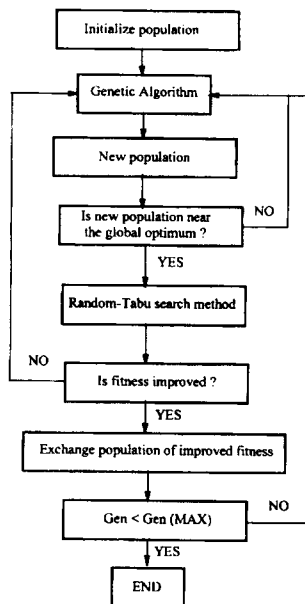 Initialize population
Genetic Algorithm
New population
Is new population near
the global optimum ?
NO
YES
Random-Tabu search method
NO
Is fitness improved ?
YES
Exchange population of improved fitness
Gen < Gen (MAX)
NO
YES
END